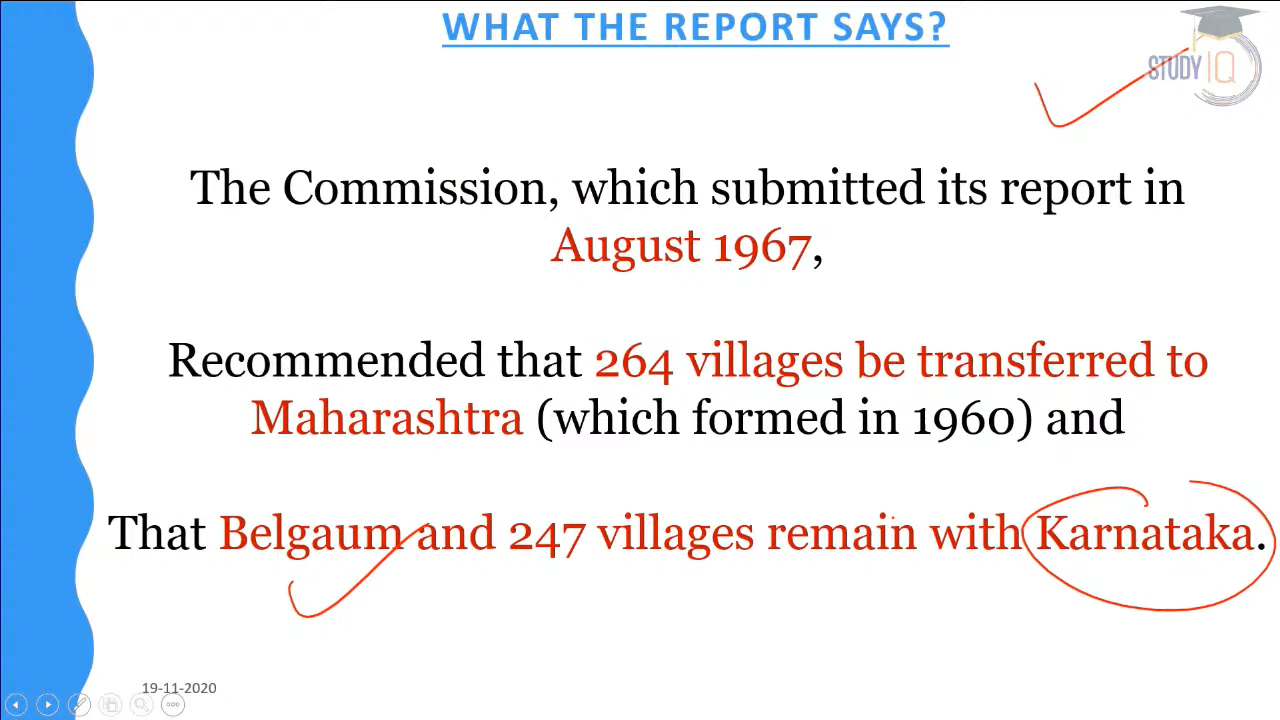 WHAT THE REPORT SAYS?
STUDY IQ
The Commission, which submitted its report in
August 1967,
Recommended that 264 villages be transferred to
Maharashtra (which formed in 1960) and
That Belgaum and 247 villages remain with Karnataka.
19-11-2020